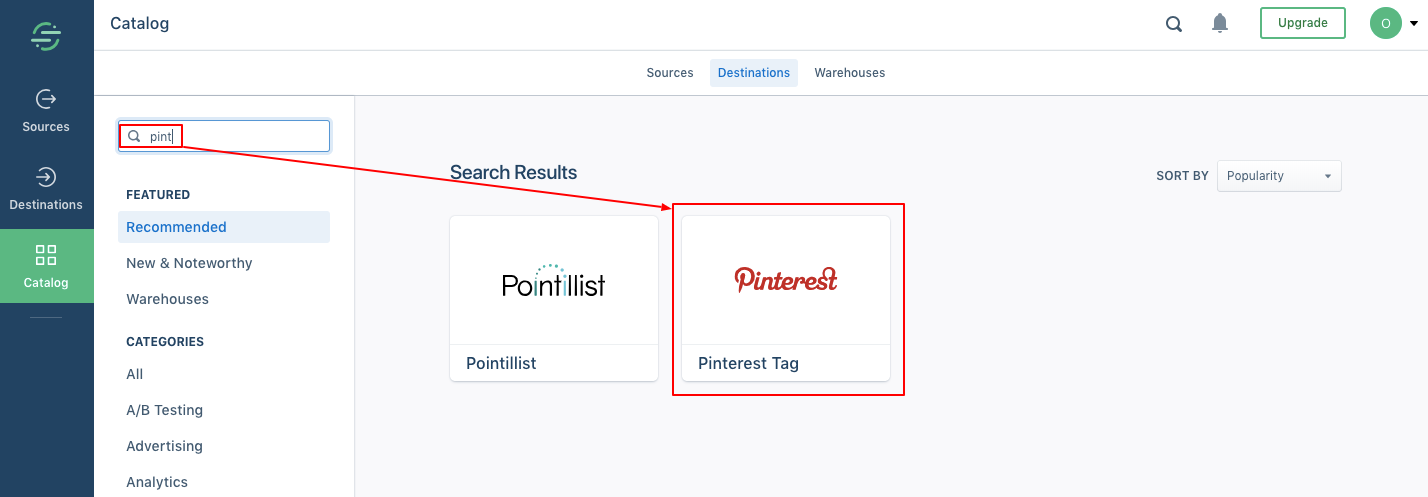 Catalog
Upgrade
O
Sources
Destinations
Catalog
Sources Destinations Warehouses
pint
FEATURED
Recommended
New & Noteworthy
Warehouses
CATEGORIES
All
A/B Testing
Advertising
Analytics
Search Results
SORT BY Popularity
Pointillist
Pointillist
Pinterest
Pinterest Tag